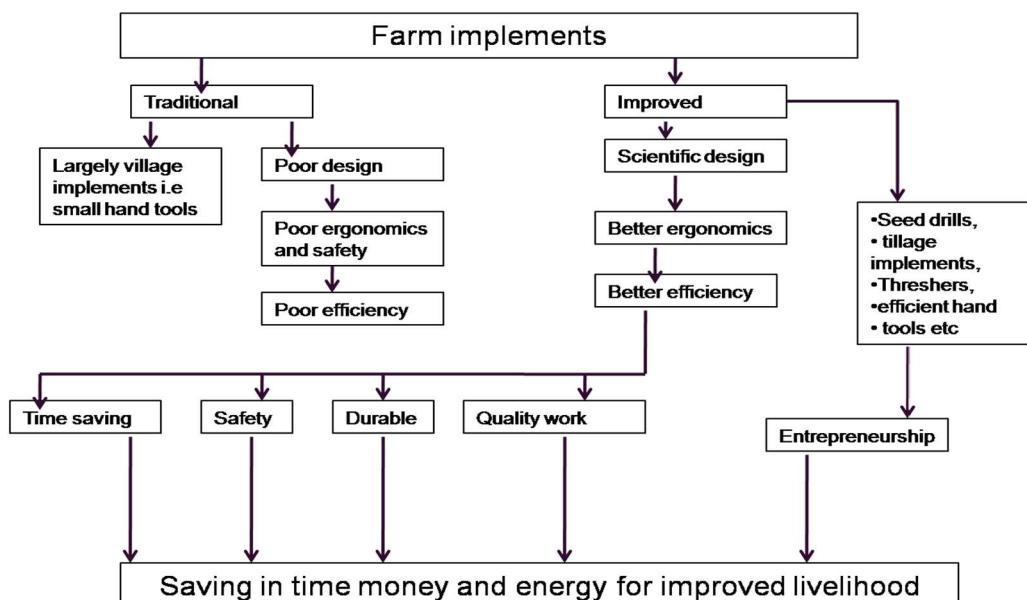 Farm implements
Traditional
Improved
Largely village
implements i.e
small hand tools
Poor design
Scientific design
Poor ergonomics
and safety
Better ergonomics
•Seed drills,
• tillage
implements,
•Threshers,
•efficient hand
• tools etc
Poor efficiency
Better efficiency
Time saving
Safety
Durable
Quality work
Entrepreneurship
Saving in time money and energy for improved livelihood